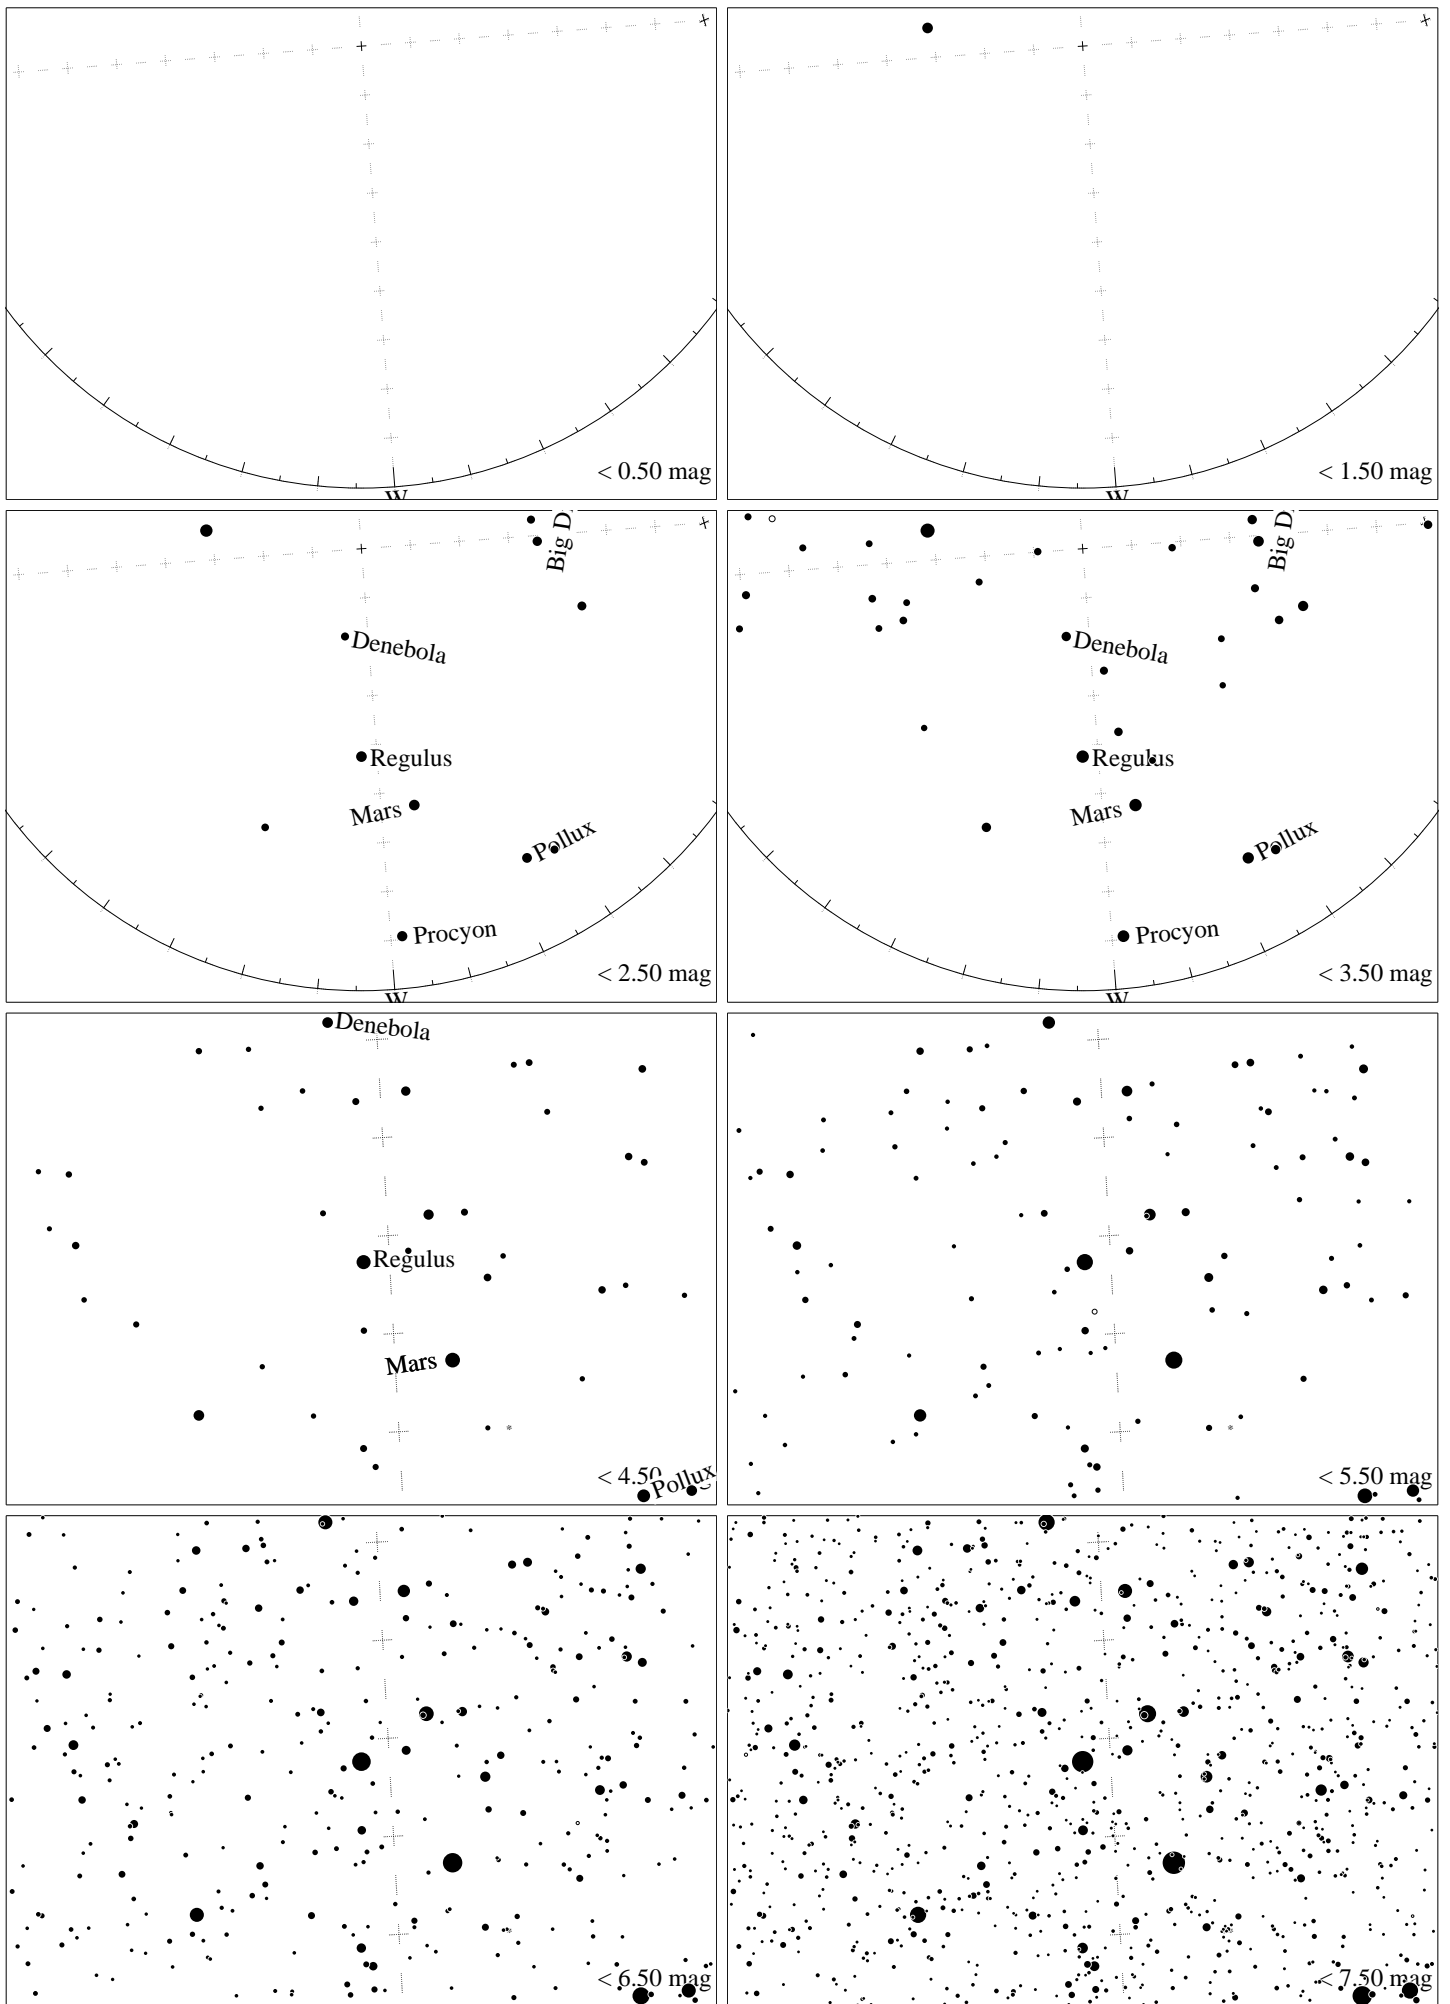 < 0.50 mag
W
< 1.50 mag
W
Big D
Denebola
Regulus
Mars
Pollux
Procyon
< 2.50 mag
W
Big D
Denebola
Regulus
Mars
Pollux
Procyon
< 3.50 mag
W
Denebola
Regulus
Mars
< 4.50
Pollux
< 5.50 mag
< 6.50 mag
< 7.50 mag